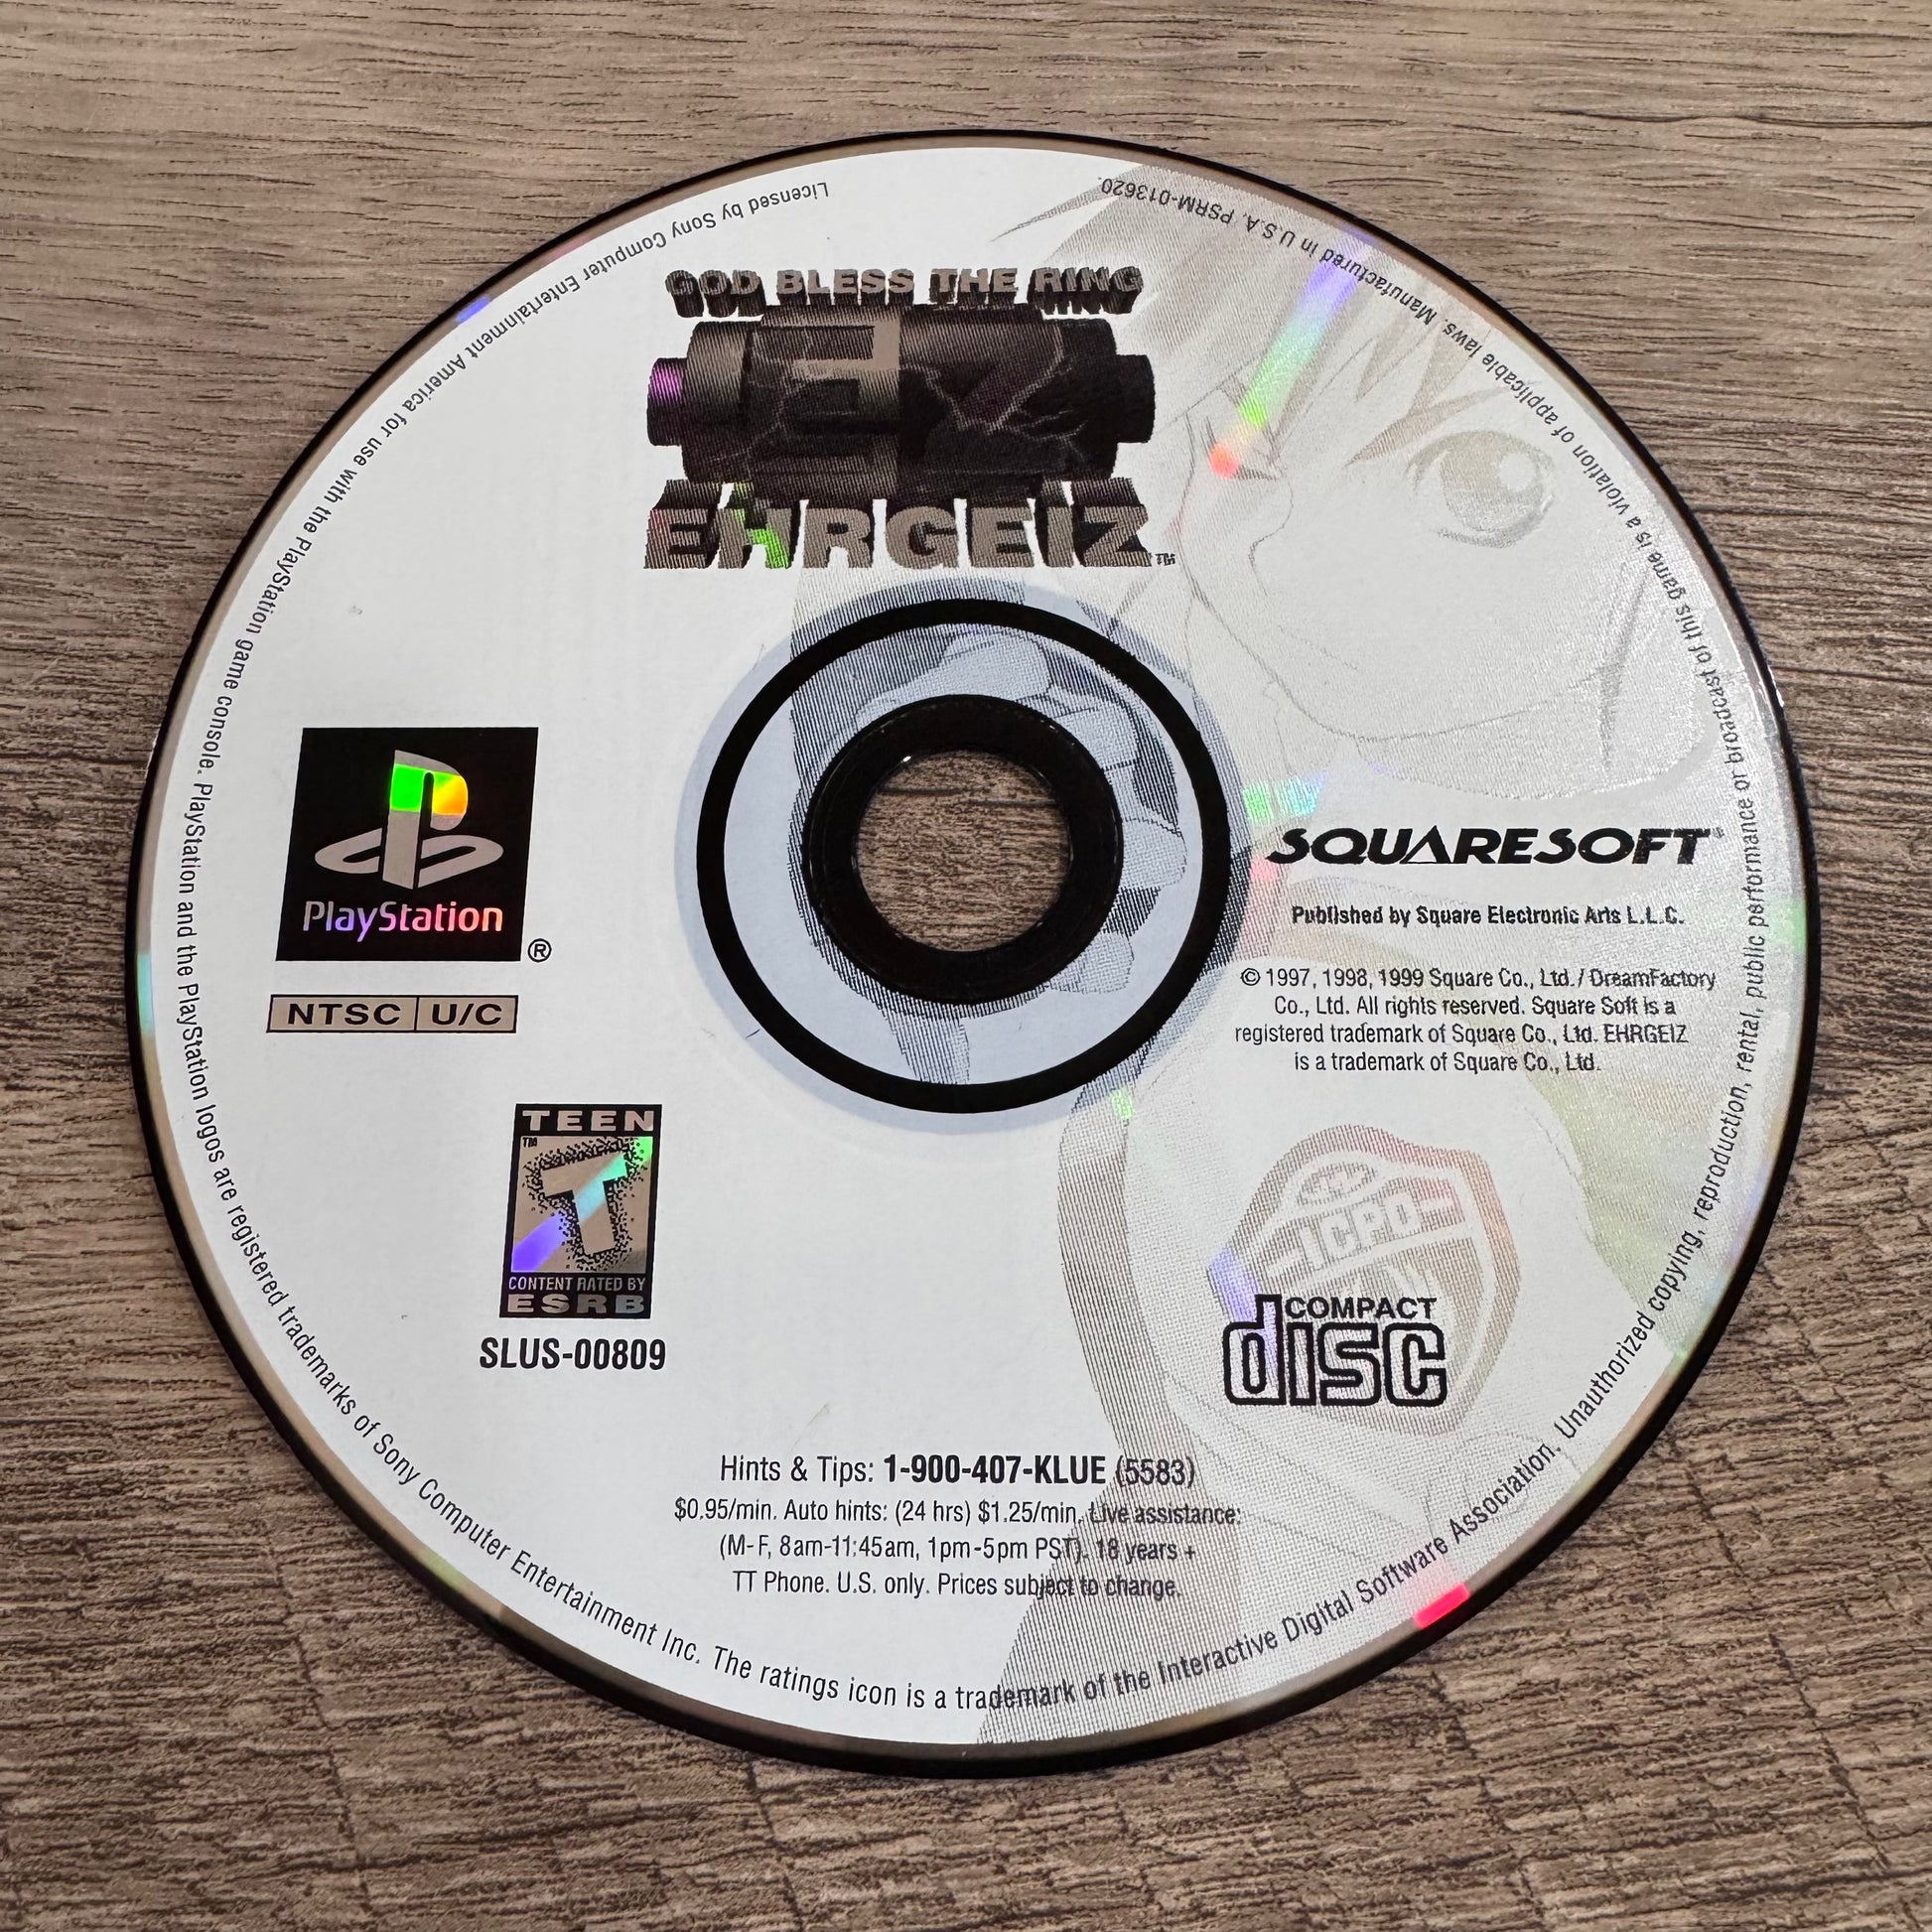 GOD BLESS THE RING
EZ
EHRGEIZ™
PlayStation
®
NTSC U/C
SQUARESOFT®
Published by Square Electronic Arts L.L.C.
© 1997, 1998, 1999 Square Co., Ltd. / DreamFactory
Co., Ltd. All rights reserved. Square Soft is a
registered trademark of Square Co., Ltd. EHRGEIZ
is a trademark of Square Co., Ltd.
TEEN
™
T
CONTENT RATED BY
ESRB
SLUS-00809
ICPO
COMPACT
disc
Hints & Tips: 1-900-407-KLUE (5583)
$0.95/min. Auto hints: (24 hrs) $1.25/min. Live assistance:
(M-F, 8am-11:45am, 1pm-5pm PST). 18 years +
TT Phone. U.S. only. Prices subject to change.
Licensed by Sony Computer Entertainment America for use with the PlayStation game console. PlayStation and the PlayStation logos are registered trademarks of Sony Computer Entertainment Inc. The ratings icon is a trademark of the Interactive Digital Software Association. Unauthorized copying, reproduction, rental, public performance or broadcast of this game is a violation of applicable laws. Manufactured in U.S.A. PSRM-013620.